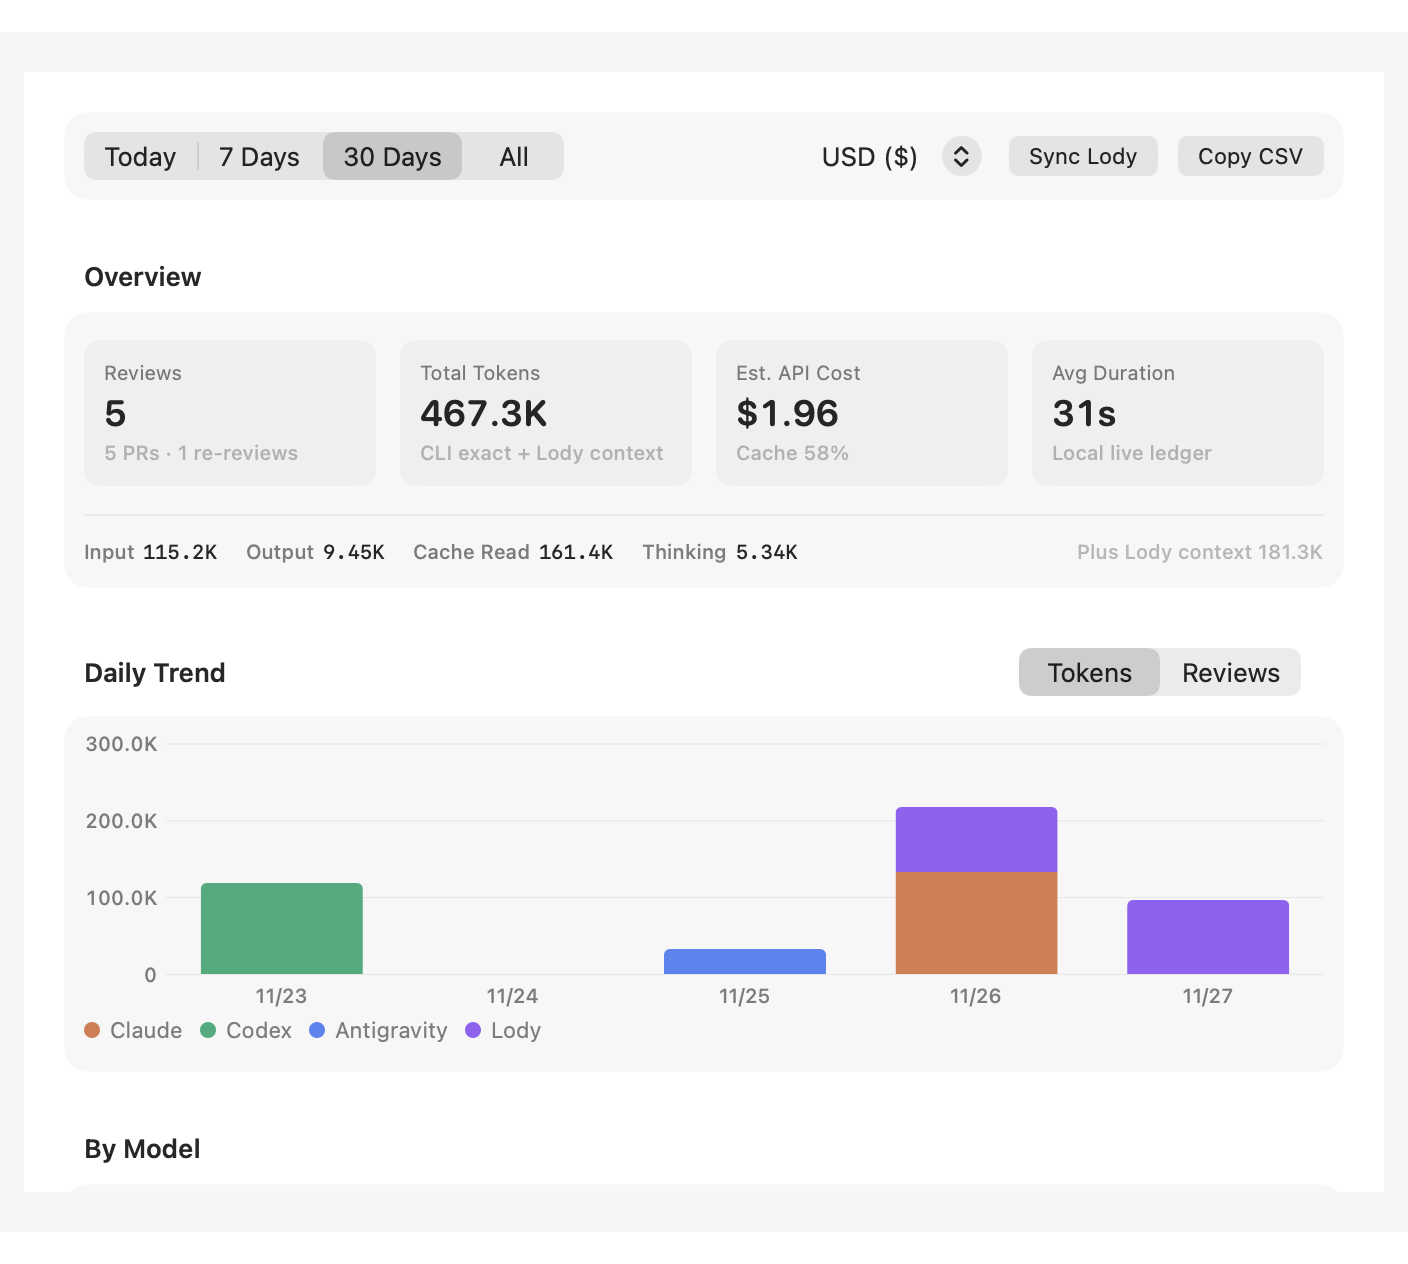 Today 7 Days 30 Days All USD ($) Sync Lody Copy CSV
Overview
Reviews
5
5 PRs · 1 re-reviews
Total Tokens
467.3K
CLI exact + Lody context
Est. API Cost
$1.96
Cache 58%
Avg Duration
31s
Local live ledger
Input 115.2K Output 9.45K Cache Read 161.4K Thinking 5.34K Plus Lody context 181.3K
Daily Trend Tokens Reviews
300.0K
200.0K
100.0K
0
11/23 11/24 11/25 11/26 11/27
Claude Codex Antigravity Lody
By Model